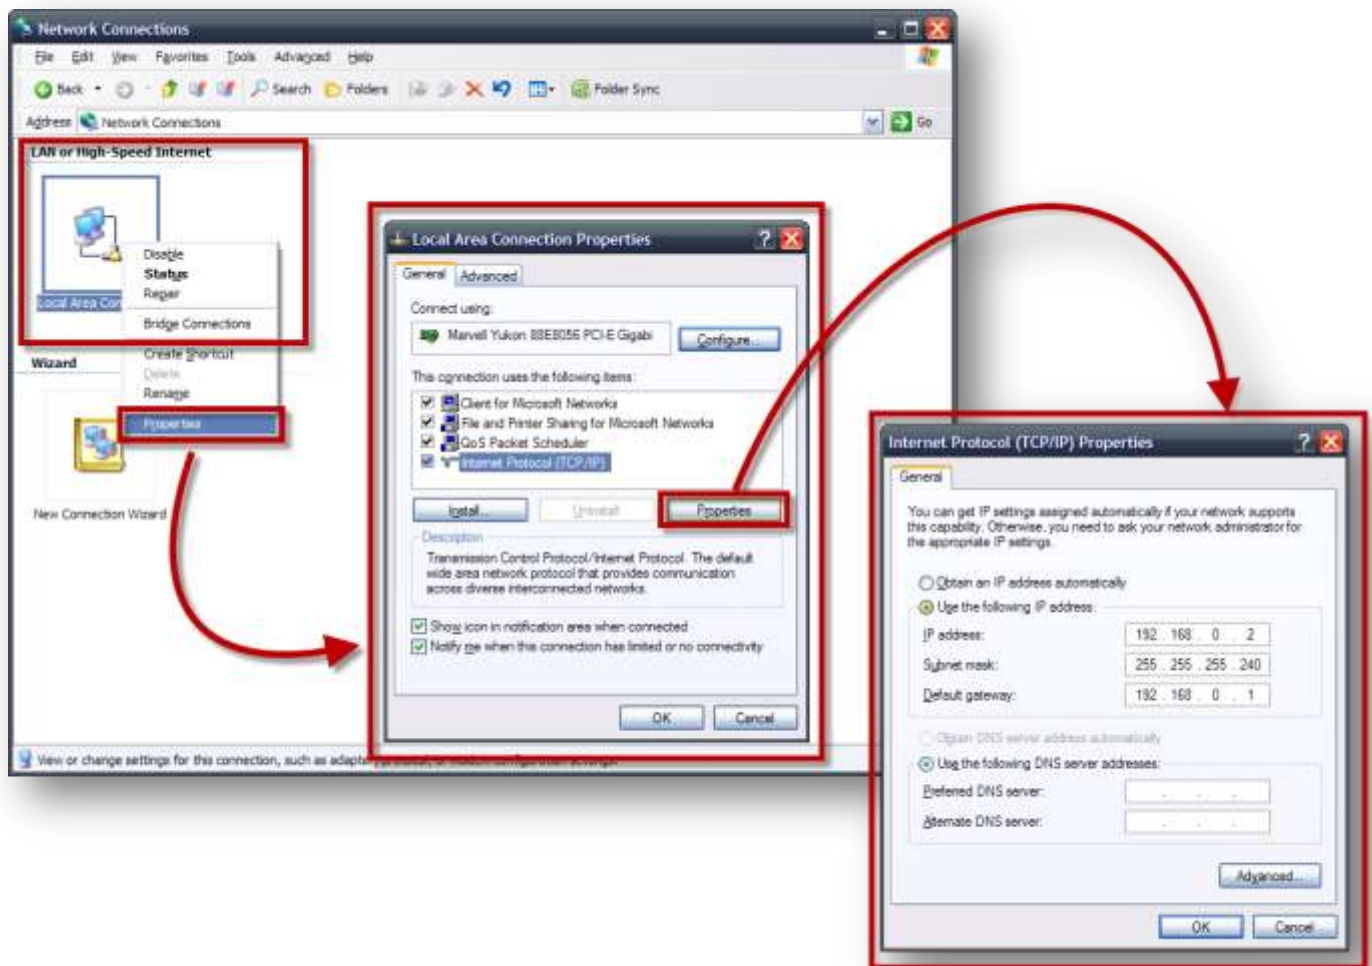 Network Connections
File Edit View Favorites Tools Advanced Help
Back Search Folders Folder Sync
Address Network Connections Go
LAN or High-Speed Internet
Local Area Con
Disable
Status
Repair
Bridge Connections
Create Shortcut
Delete
Rename
Properties
Wizard
New Connection Wizard
View or change settings for this connection, such as adapter
Local Area Connection Properties
General Advanced
Connect using:
Marvell Yukon 88E8056 PCI-E Gigabi Configure...
This connection uses the following items:
Client for Microsoft Networks
File and Printer Sharing for Microsoft Networks
QoS Packet Scheduler
Internet Protocol (TCP/IP)
Install... Uninstall Properties
Description
Transmission Control Protocol/Internet Protocol. The default
wide area network protocol that provides communication
across diverse interconnected networks.
Show icon in notification area when connected
Notify me when this connection has limited or no connectivity
OK Cancel
Internet Protocol (TCP/IP) Properties
General
You can get IP settings assigned automatically if your network supports
this capability. Otherwise, you need to ask your network administrator for
the appropriate IP settings.
Obtain an IP address automatically
Use the following IP address:
IP address: 192 . 168 . 0 . 2
Subnet mask: 255 . 255 . 255 . 240
Default gateway: 192 . 168 . 0 . 1
Obtain DNS server address automatically
Use the following DNS server addresses:
Preferred DNS server: . . .
Alternate DNS server: . . .
Advanced...
OK Cancel